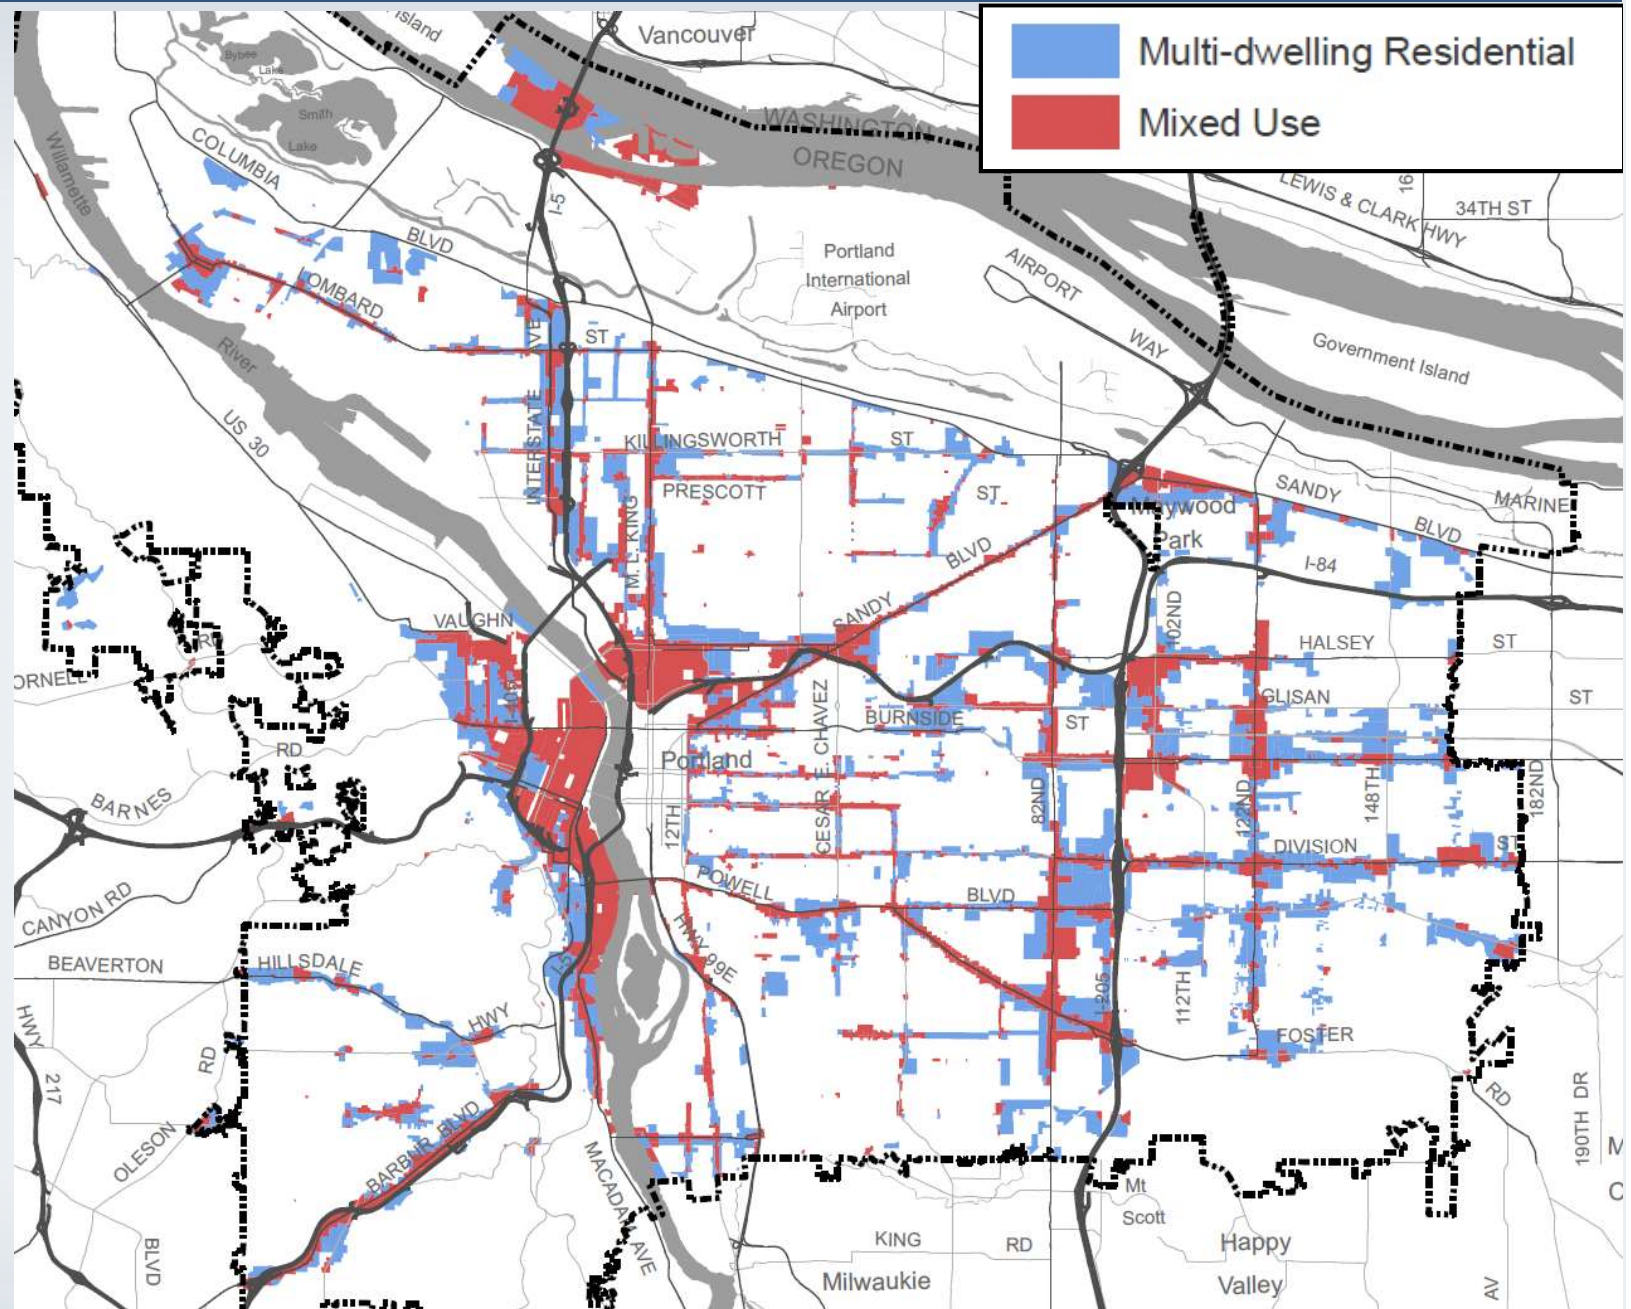 Multi-dwelling Residential
Mixed Use
Island
Vancouver
Bybee
Lake
Smith
Lake
WASHINGTON
OREGON
LEWIS & CLARK HWY
16
34TH ST
COLUMBIA
BLVD
Willamette
River
I-5
LOMBARD
ST
Portland
International
Airport
AIRPORT
WAY
Government Island
US 30
INTERSTATE AVE
KILLINGSWORTH
ST
PRESCOTT
ST
M. L. KING
SANDY
BLVD
MARINE
Maywood
Park
BLVD
SANDY
I-84
VAUGHN
102ND
HALSEY
ST
RD
ORNELL
I-405
GLISAN
ST
BURNSIDE
ST
CESAR E. CHAVEZ
RD
Portland
BARNES
12TH
82ND
122ND
148TH
182ND
DIVISION
ST
POWELL
BLVD
CANYON RD
HWY 99E
BEAVERTON
HILLSDALE
HWY
I-5
I-205
112TH
FOSTER
RD
HWY
217
RD
OLESON
BARBUR BLVD
MACADAM AVE
190TH DR
M
C
Mt
Scott
BLVD
KING
RD
Happy
Valley
Milwaukie
AV